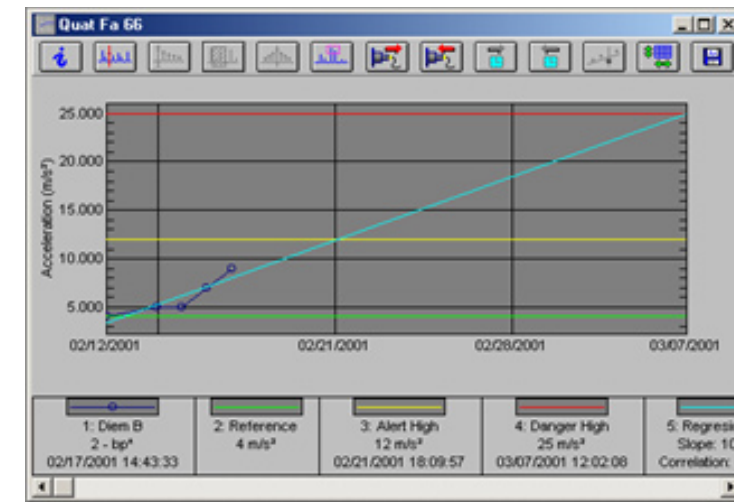 Quat Fa 66
25.000
20.000
15.000
10.000
5.000
Acceleration (m/s²)
02/12/2001
02/21/2001
02/28/2001
03/07/2001
1: Diem B
2 - bp*
02/17/2001 14:43:33
2: Reference
4 m/s²
3: Alert High
12 m/s²
02/21/2001 18:09:57
4: Danger High
25 m/s²
03/07/2001 12:02:08
5: Regresi
Slope: 10
Correlation: